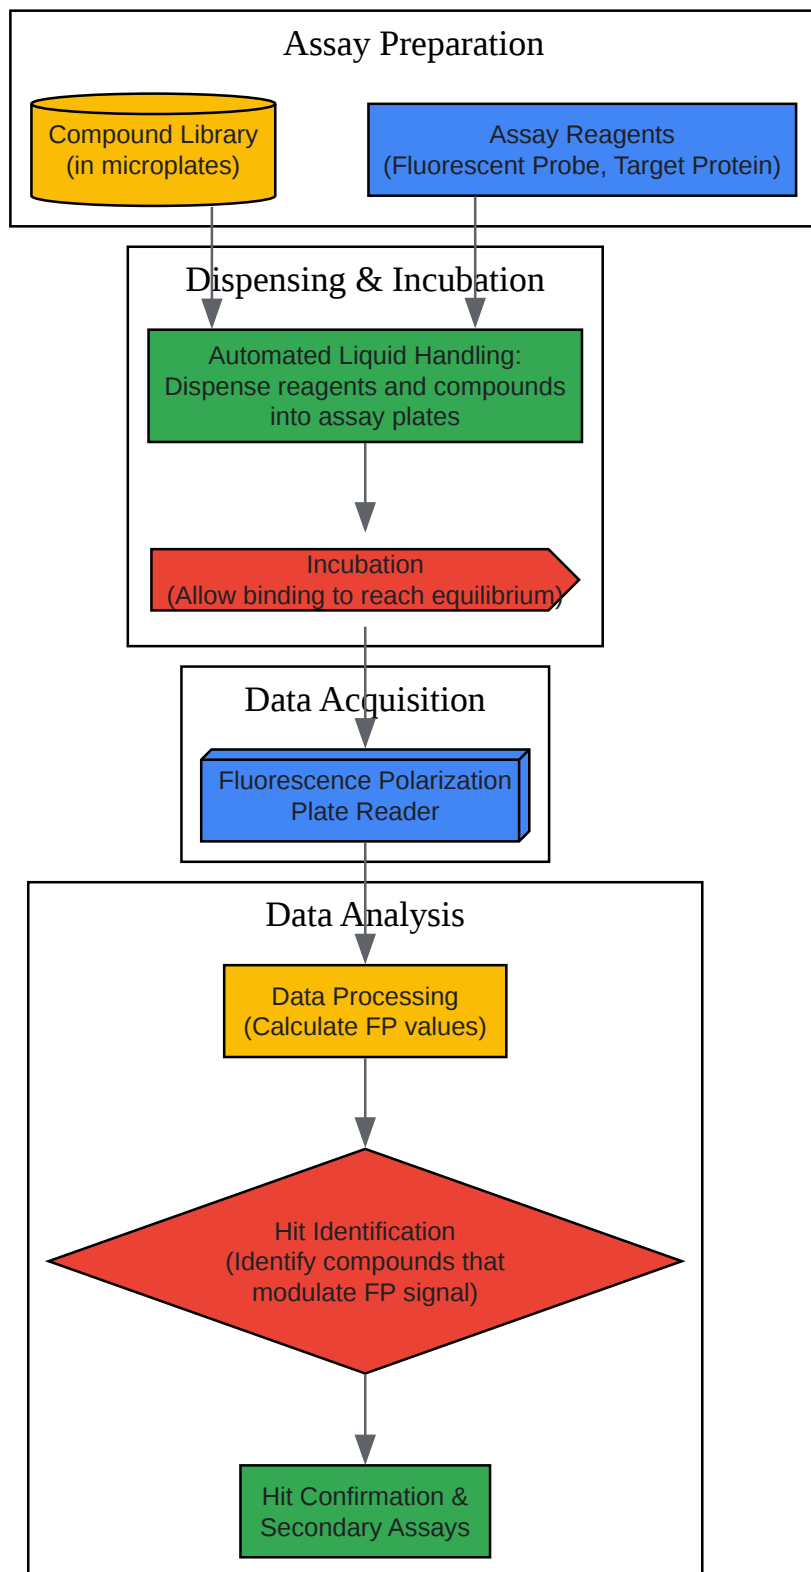 Assay Preparation
Compound Library
(in microplates)
Assay Reagents
(Fluorescent Probe, Target Protein)
Dispensing & Incubation
Automated Liquid Handling:
Dispense reagents and compounds
into assay plates
Incubation
(Allow binding to reach equilibrium)
Data Acquisition
Fluorescence Polarization
Plate Reader
Data Analysis
Data Processing
(Calculate FP values)
Hit Identification
(Identify compounds that
modulate FP signal)
Hit Confirmation &
Secondary Assays